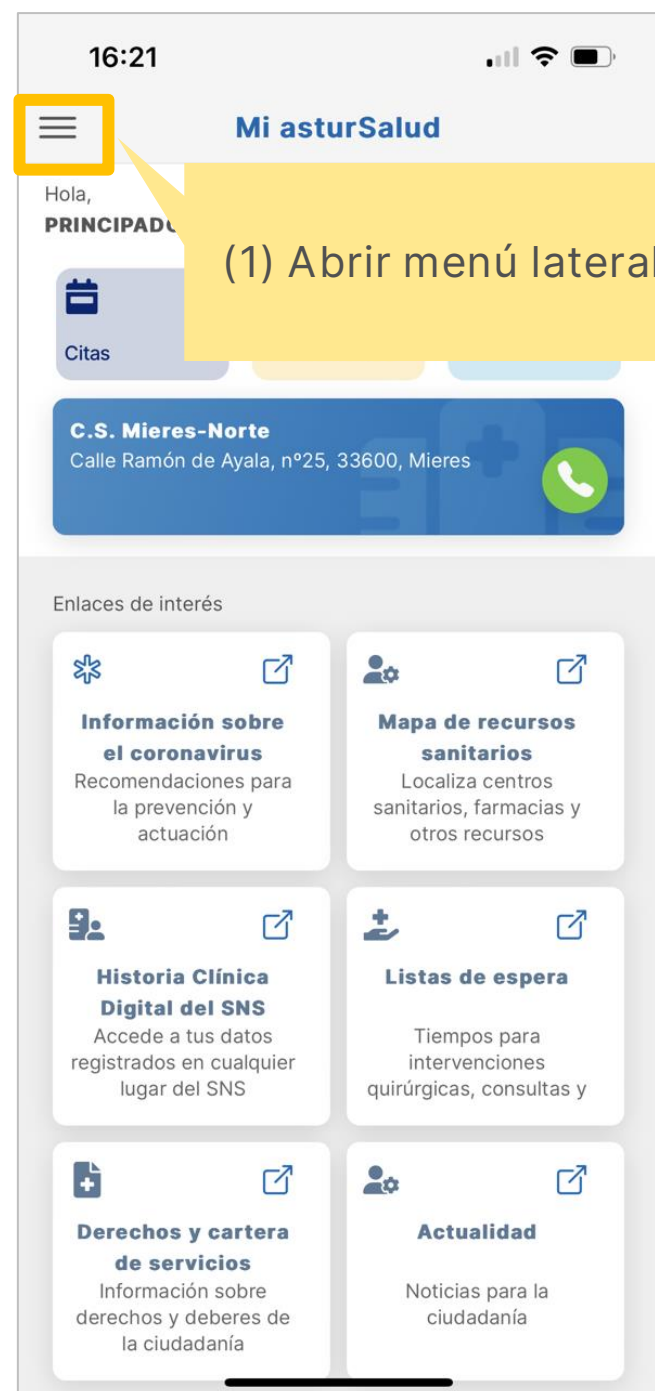 16:21
Mi asturSalud
Hola,
(1) Abrir menú lateral
Citas
C.S. Mieres-Norte
Calle Ramón de Ayala, nº25, 33600, Mieres
Enlaces de interés
Información sobre
el coronavirus
Recomendaciones para
la prevención y
actuación
Mapa de recursos
sanitarios
Localiza centros
sanitarios, farmacias y
otros recursos
Historia Clínica
Digital del SNS
Accede a tus datos
registrados en cualquier
lugar del SNS
Listas de espera
Tiempos para
intervenciones
quirúrgicas, consultas y
Derechos y cartera
de servicios
Información sobre
derechos y deberes de
la ciudadanía
Actualidad
Noticias para la
ciudadanía